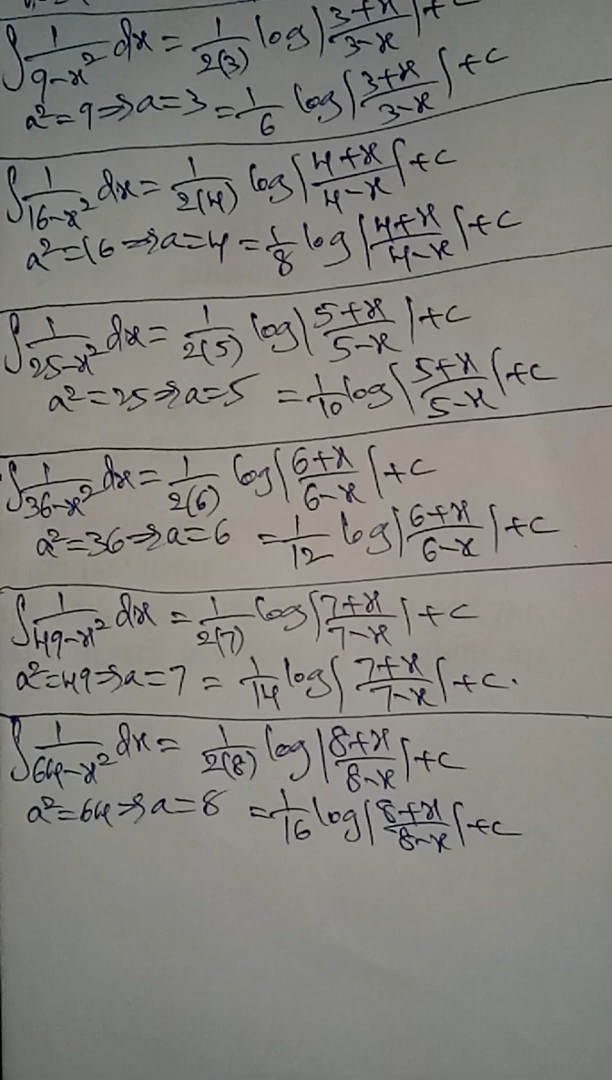 ∫ 1/(9-x²) dx = 1/2(3) log|(3+x)/(3-x)|+c
a²=9⇒a=3 = 1/6 log|(3+x)/(3-x)|+c
∫ 1/(16-x²) dx = 1/2(4) log|(4+x)/(4-x)|+c
a²=16⇒a=4 = 1/8 log|(4+x)/(4-x)|+c
∫ 1/(25-x²) dx = 1/2(5) log|(5+x)/(5-x)|+c
a²=25⇒a=5 = 1/10 log|(5+x)/(5-x)|+c
∫ 1/(36-x²) dx = 1/2(6) log|(6+x)/(6-x)|+c
a²=36⇒a=6 = 1/12 log|(6+x)/(6-x)|+c
∫ 1/(49-x²) dx = 1/2(7) log|(7+x)/(7-x)|+c
a²=49⇒a=7 = 1/14 log|(7+x)/(7-x)|+c.
∫ 1/(64-x²) dx = 1/2(8) log|(8+x)/(8-x)|+c
a²=64⇒a=8 = 1/16 log|(8+x)/(8-x)|+c